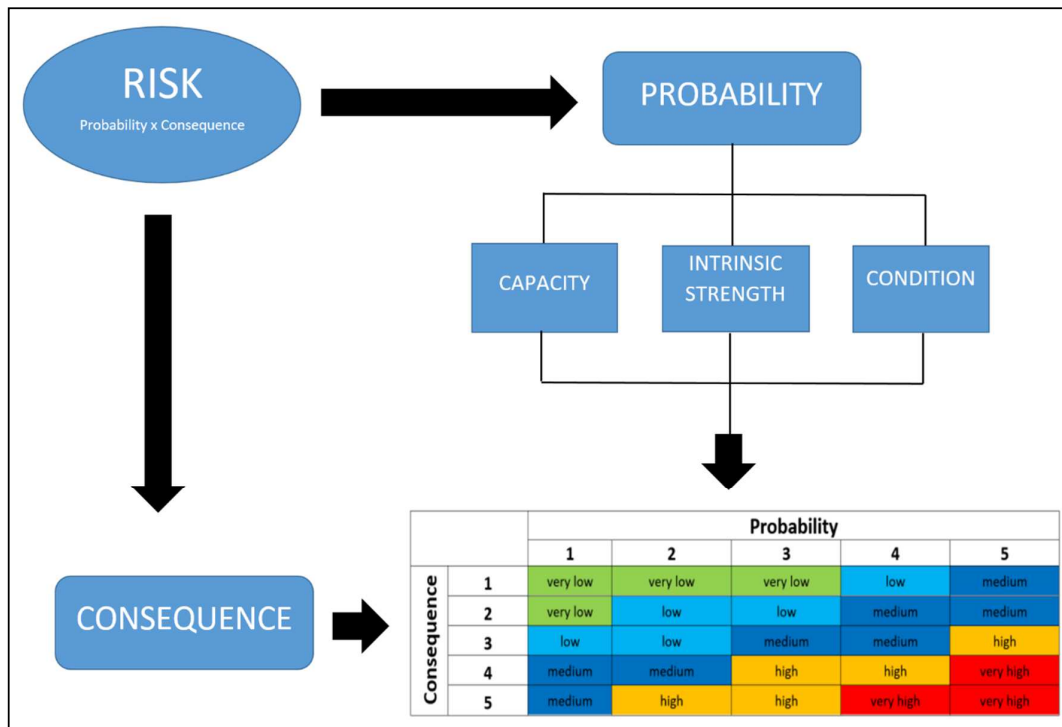 RISK
Probability x Consequence
PROBABILITY
CAPACITY
INTRINSIC
STRENGTH
CONDITION
CONSEQUENCE
Probability
1 2 3 4 5
Consequence
1 very low very low very low low medium
2 very low low low medium medium
3 low low medium medium high
4 medium medium high high very high
5 medium high high very high very high